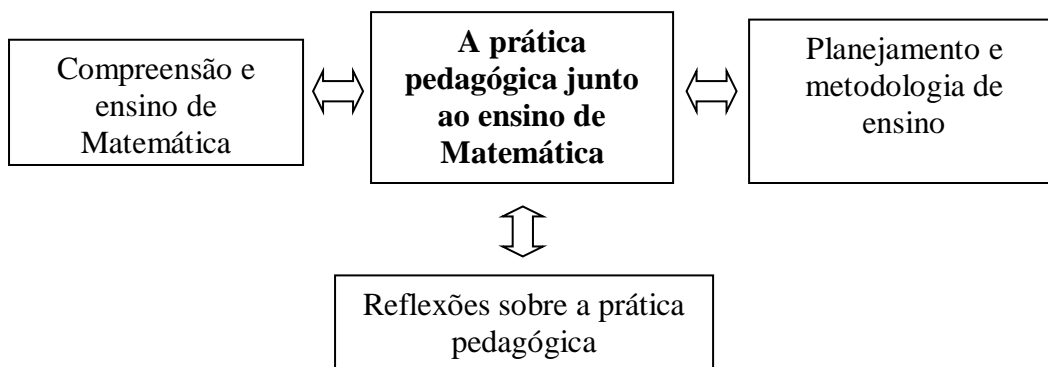 Compreensão e
ensino de
Matemática
A prática
pedagógica junto
ao ensino de
Matemática
Planejamento e
metodologia de
ensino
Reflexões sobre a prática
pedagógica